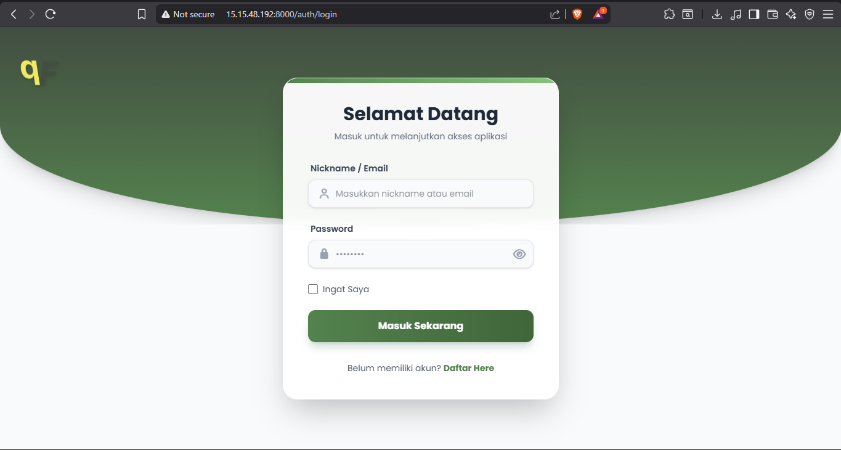 Not secure 15.15.48.192:8000/auth/login
qF
Selamat Datang
Masuk untuk melanjutkan akses aplikasi
Nickname / Email
Masukkan nickname atau email
Password
Ingat Saya
Masuk Sekarang
Belum memiliki akun? Daftar Here